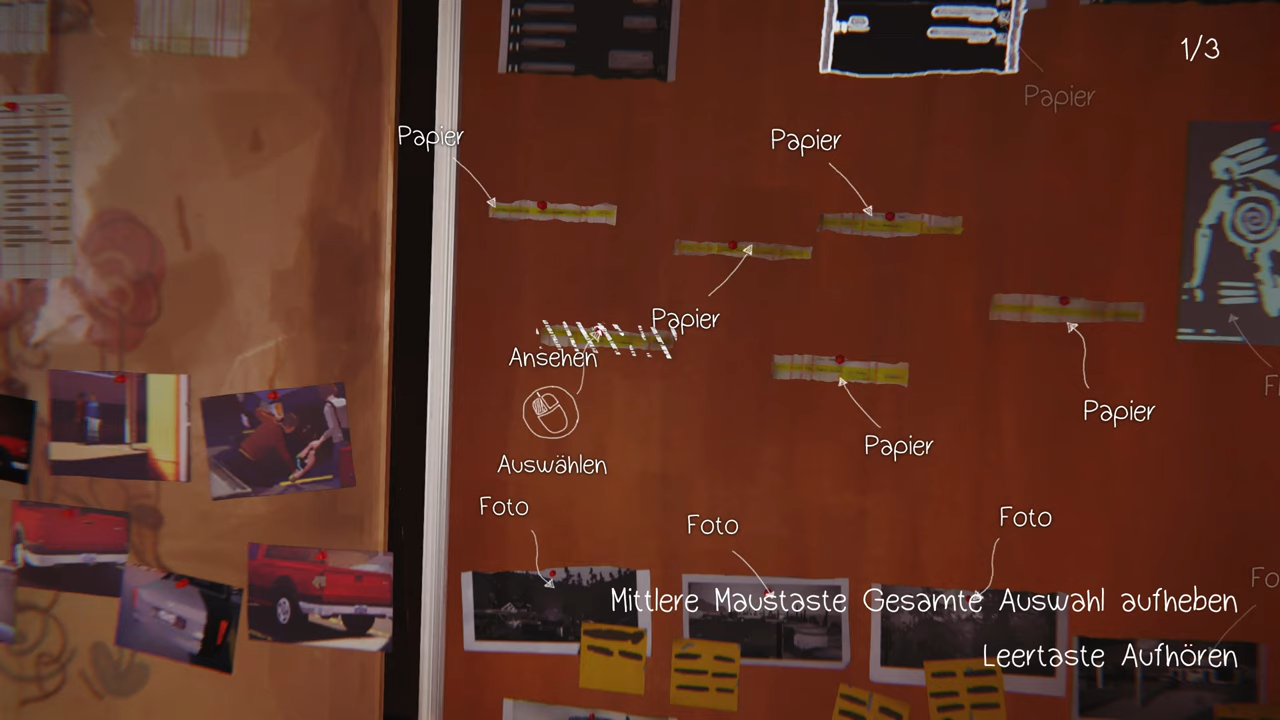 1/3
Papier
Papier
Papier
Papier
Ansehen
Papier
Auswählen
Papier
Foto
Foto
Foto
Mittlere Maustaste Gesamte Auswahl aufheben
Leertaste Aufhören